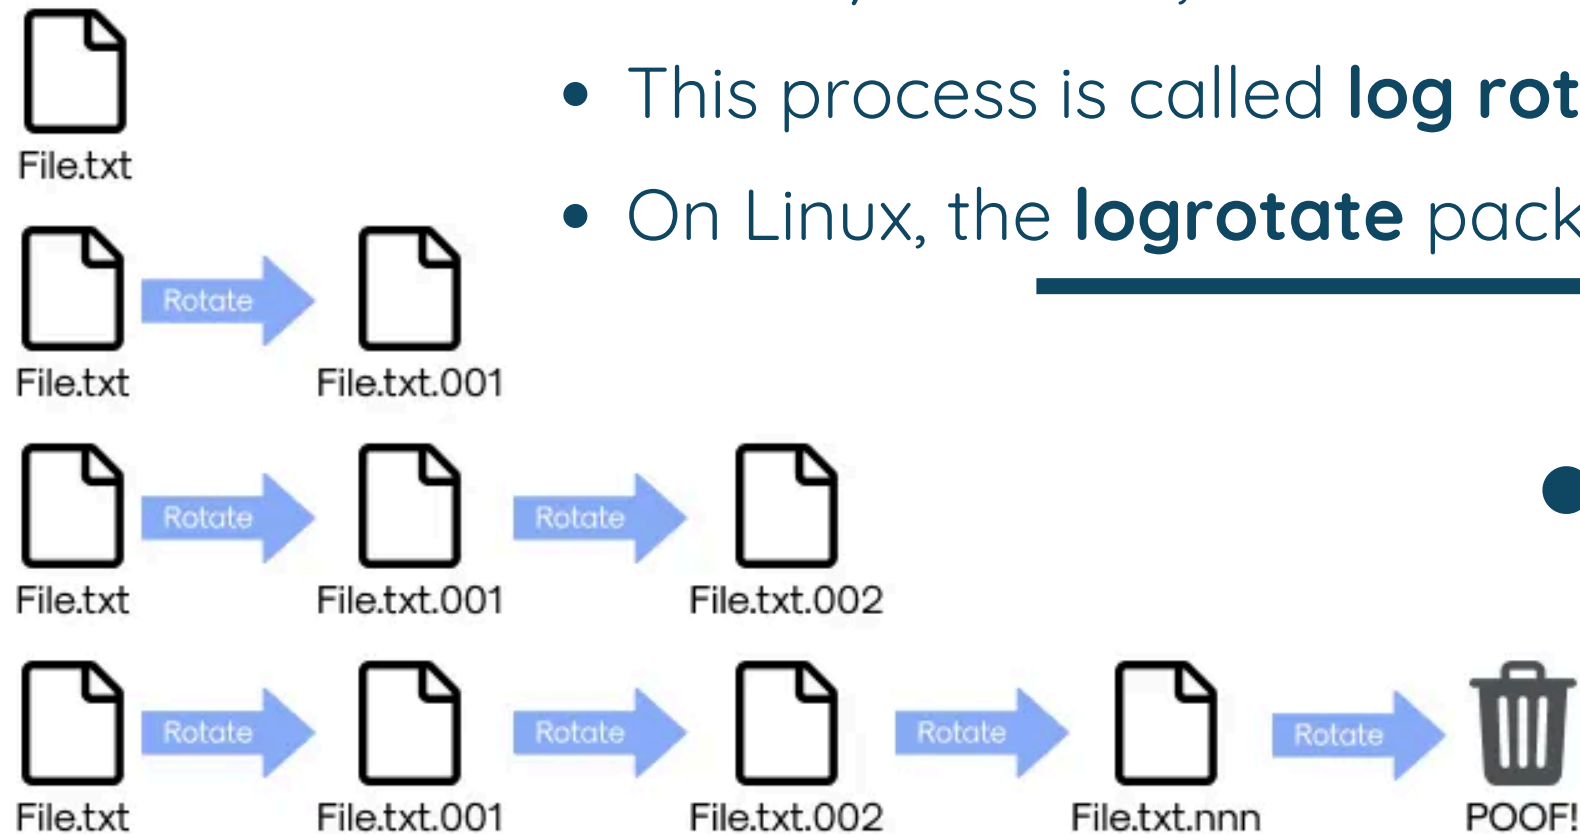 This process is called log rot
On Linux, the logrotate pack
File.txt
Rotate
File.txt File.txt.001
Rotate Rotate
File.txt File.txt.001 File.txt.002
Rotate Rotate Rotate Rotate
File.txt File.txt.001 File.txt.002 File.txt.nnn POOF!